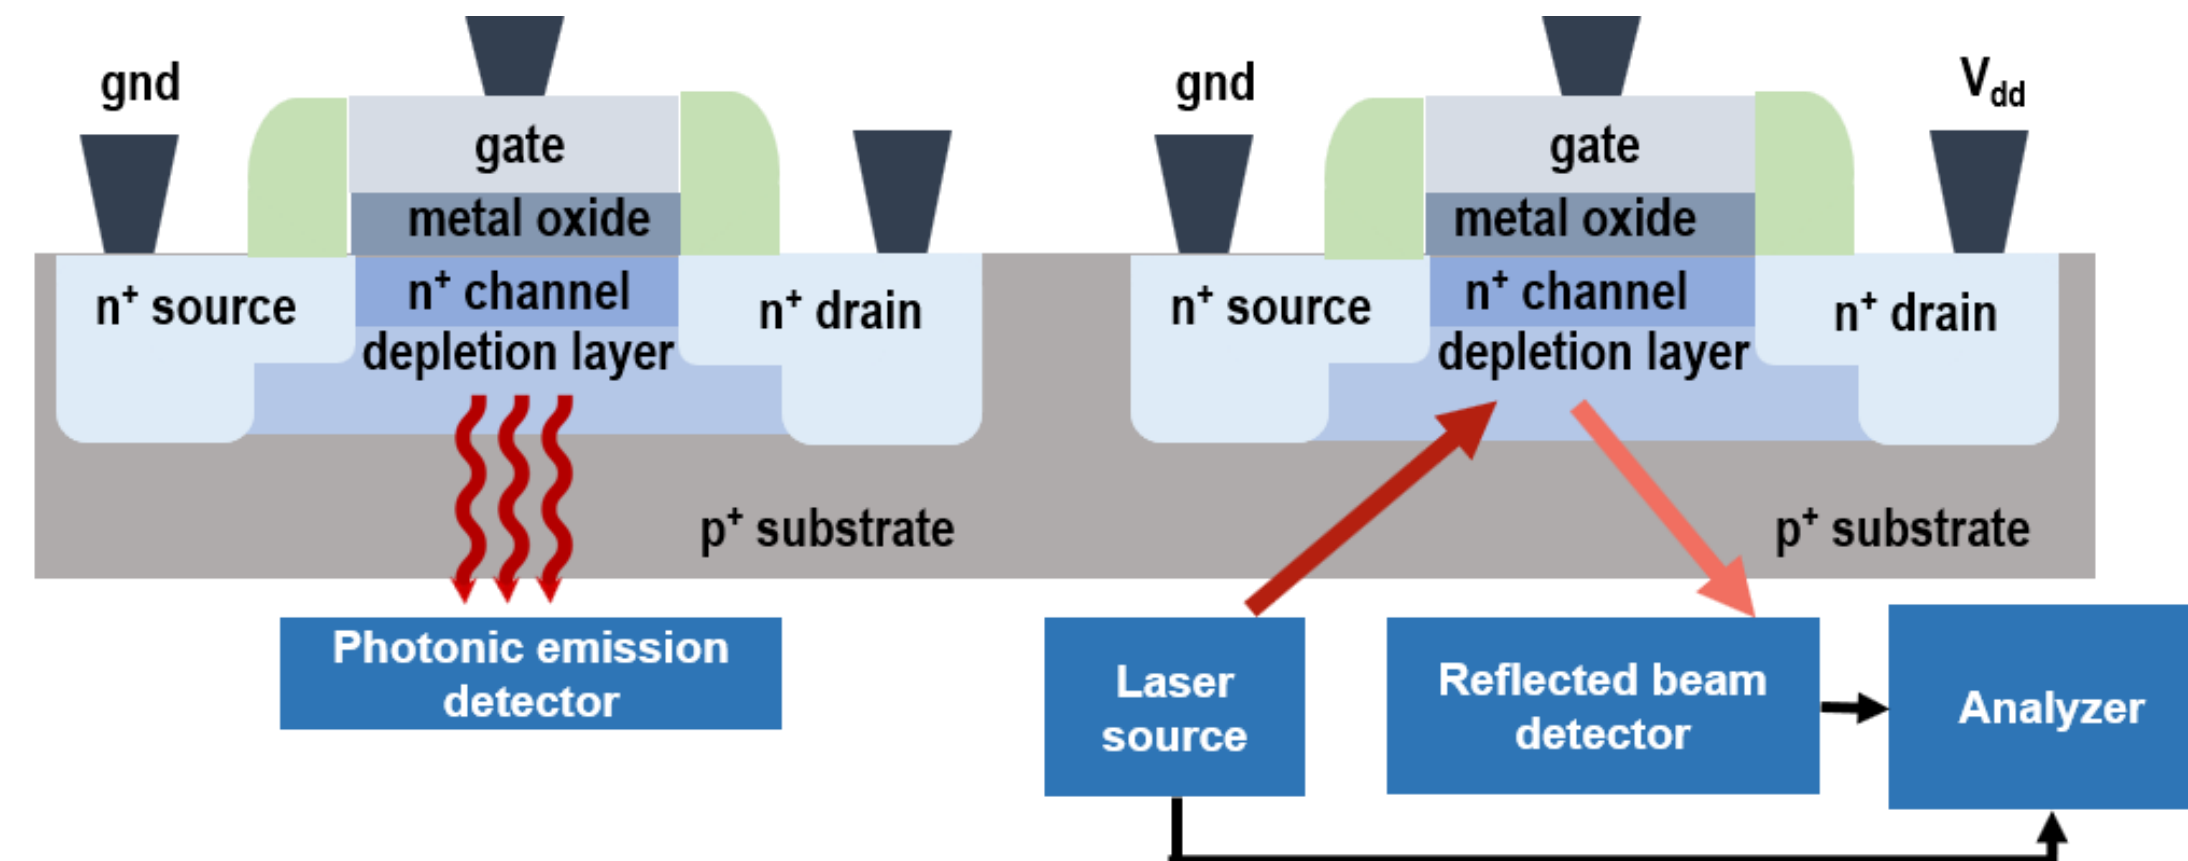 gnd
gate
metal oxide
n+ channel
n+ source
n+ drain
depletion layer
p+ substrate
Photonic emission
detector
gnd
Vdd
gate
metal oxide
n+ channel
n+ source
n+ drain
depletion layer
p+ substrate
Laser
source
Reflected beam
detector
Analyzer